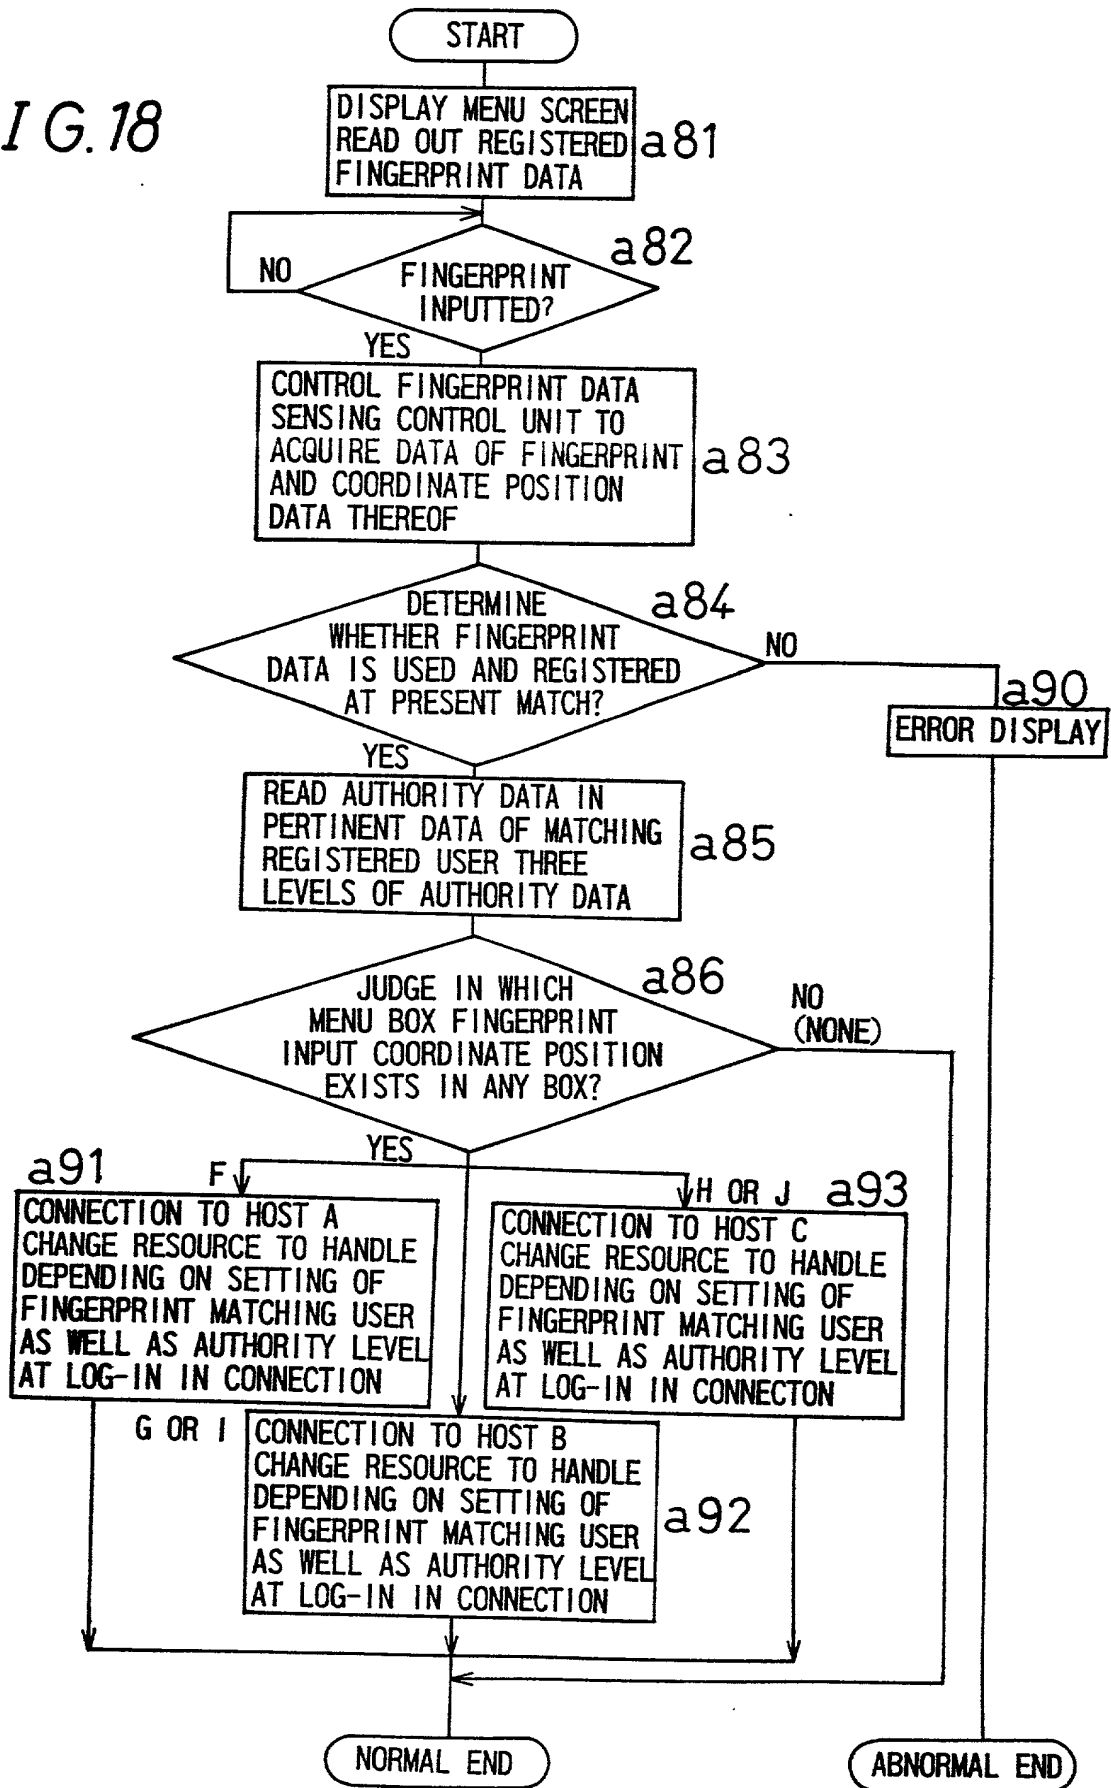 START
I G. 18
DISPLAY MENU SCREEN
READ OUT REGISTERED
FINGERPRINT DATA
a81
a82
NO
FINGERPRINT
INPUTTED?
YES
CONTROL FINGERPRINT DATA
SENSING CONTROL UNIT TO
ACQUIRE DATA OF FINGERPRINT
AND COORDINATE POSITION
DATA THEREOF
a83
DETERMINE
WHETHER FINGERPRINT
DATA IS USED AND REGISTERED
AT PRESENT MATCH?
a84
NO
a90
ERROR DISPLAY
YES
READ AUTHORITY DATA IN
PERTINENT DATA OF MATCHING
REGISTERED USER THREE
LEVELS OF AUTHORITY DATA
a85
JUDGE IN WHICH
MENU BOX FINGERPRINT
INPUT COORDINATE POSITION
EXISTS IN ANY BOX?
a86
NO
(NONE)
YES
a91
F
CONNECTION TO HOST A
CHANGE RESOURCE TO HANDLE
DEPENDING ON SETTING OF
FINGERPRINT MATCHING USER
AS WELL AS AUTHORITY LEVEL
AT LOG-IN IN CONNECTION
H OR J
a93
CONNECTION TO HOST C
CHANGE RESOURCE TO HANDLE
DEPENDING ON SETTING OF
FINGERPRINT MATCHING USER
AS WELL AS AUTHORITY LEVEL
AT LOG-IN IN CONNECTON
G OR I
CONNECTION TO HOST B
CHANGE RESOURCE TO HANDLE
DEPENDING ON SETTING OF
FINGERPRINT MATCHING USER
AS WELL AS AUTHORITY LEVEL
AT LOG-IN IN CONNECTION
a92
NORMAL END
ABNORMAL END